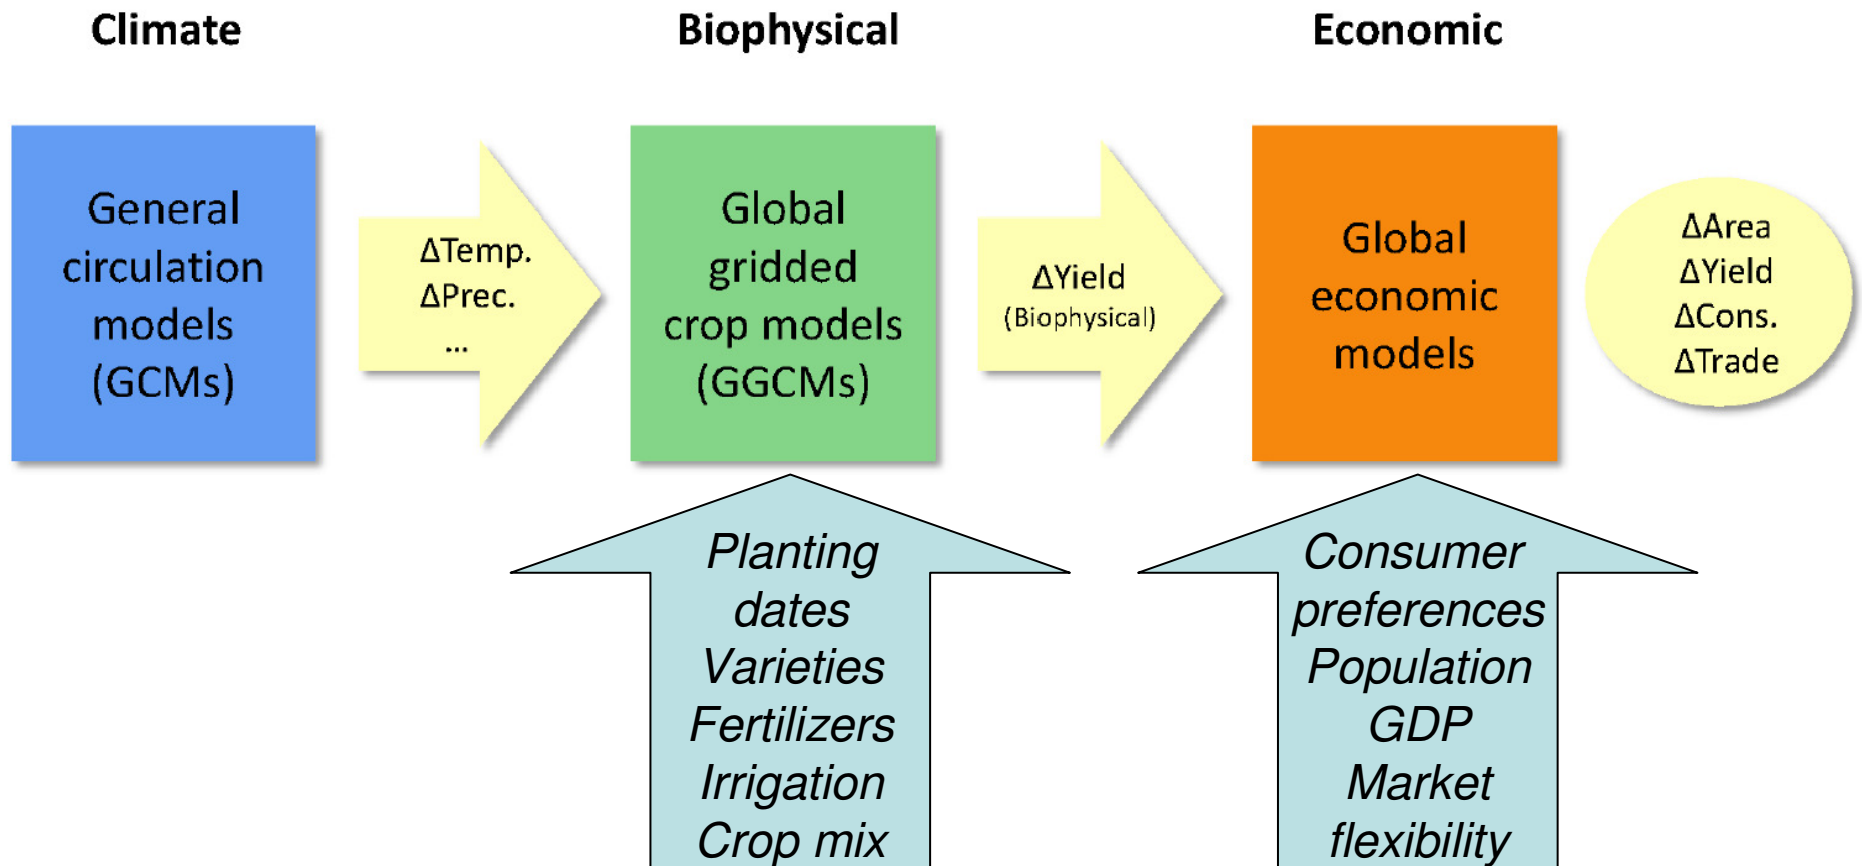 Climate
Biophysical
Economic
General
circulation
models
(GCMs)
ΔTemp.
ΔPrec.
...
Global
gridded
crop models
(GGCMs)
ΔYield
(Biophysical)
Global
economic
models
ΔArea
ΔYield
ΔCons.
ΔTrade
Planting
dates
Varieties
Fertilizers
Irrigation
Crop mix
Consumer
preferences
Population
GDP
Market
flexibility